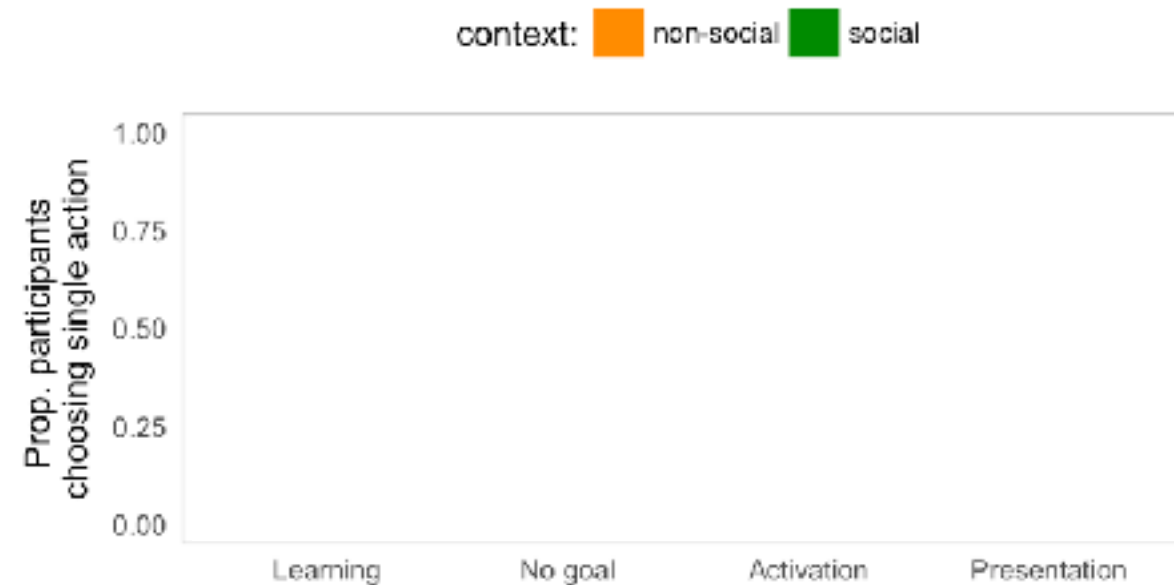 context: non-social social
Prop. participants
choosing single action
1.00
0.75
0.50
0.25
0.00
Learning No goal Activation Presentation